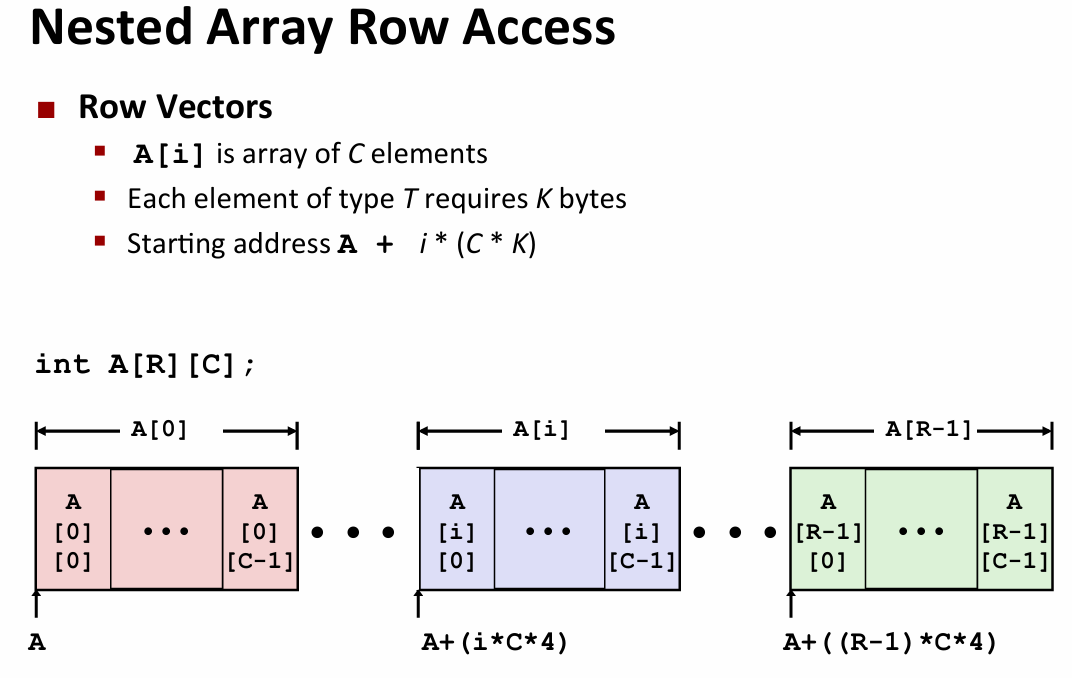 Nested Array Row Access
Row Vectors
A[i] is array of C elements
Each element of type T requires K bytes
Starting address A + i * (C * K)
int A[R][C];
A[0]
A[i]
A[R-1]
A
[0]
[0]
•••
A
[0]
[C-1]
• • •
A
[i]
[0]
•••
A
[i]
[C-1]
• • •
A
[R-1]
[0]
•••
A
[R-1]
[C-1]
A
A+(i*C*4)
A+((R-1)*C*4)